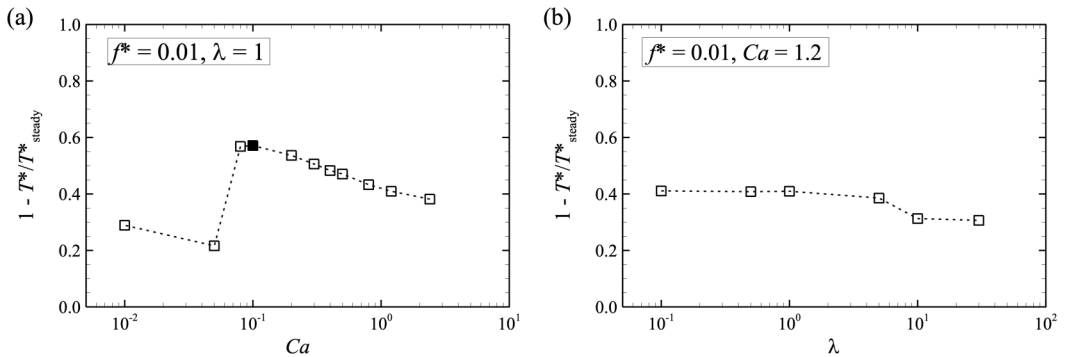 (a)
f* = 0.01, λ = 1
1.0
0.8
0.6
0.4
0.2
0.0
1 - T*/T*steady
10-2
10-1
100
101
Ca
(b)
f* = 0.01, Ca = 1.2
1.0
0.8
0.6
0.4
0.2
0.0
1 - T*/T*steady
10-1
100
101
102
λ